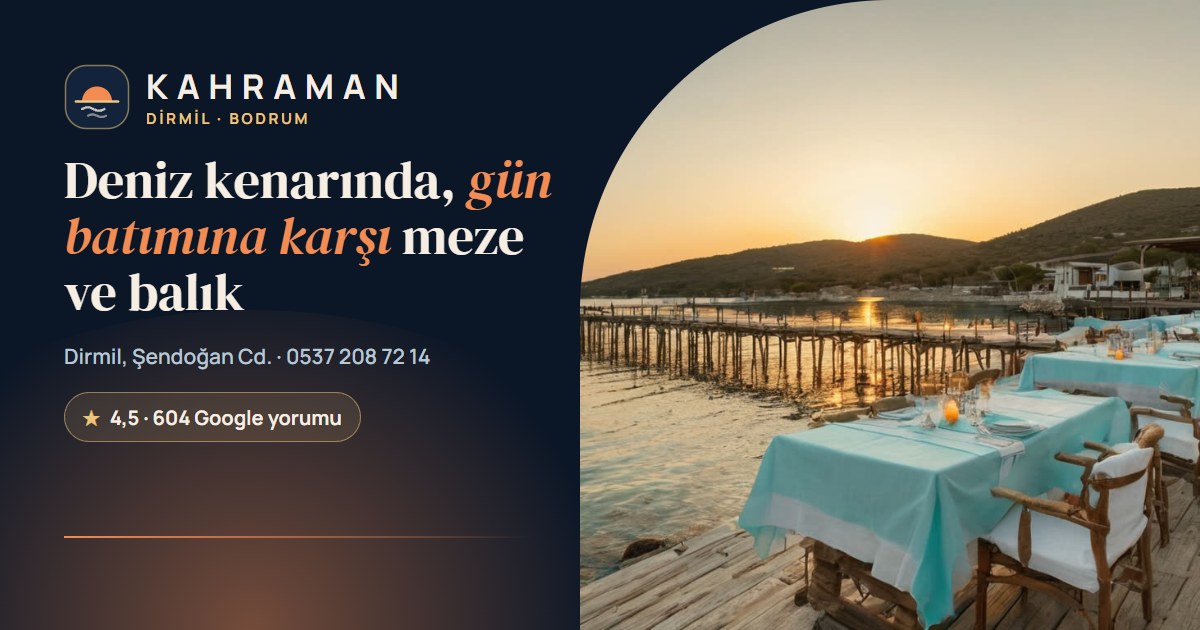 KAHRAMAN
DİRMİL · BODRUM
Deniz kenarında, gün
batımına karşı meze
ve balık
Dirmil, Şendoğan Cd. · 0537 208 72 14
★ 4,5 · 604 Google yorumu